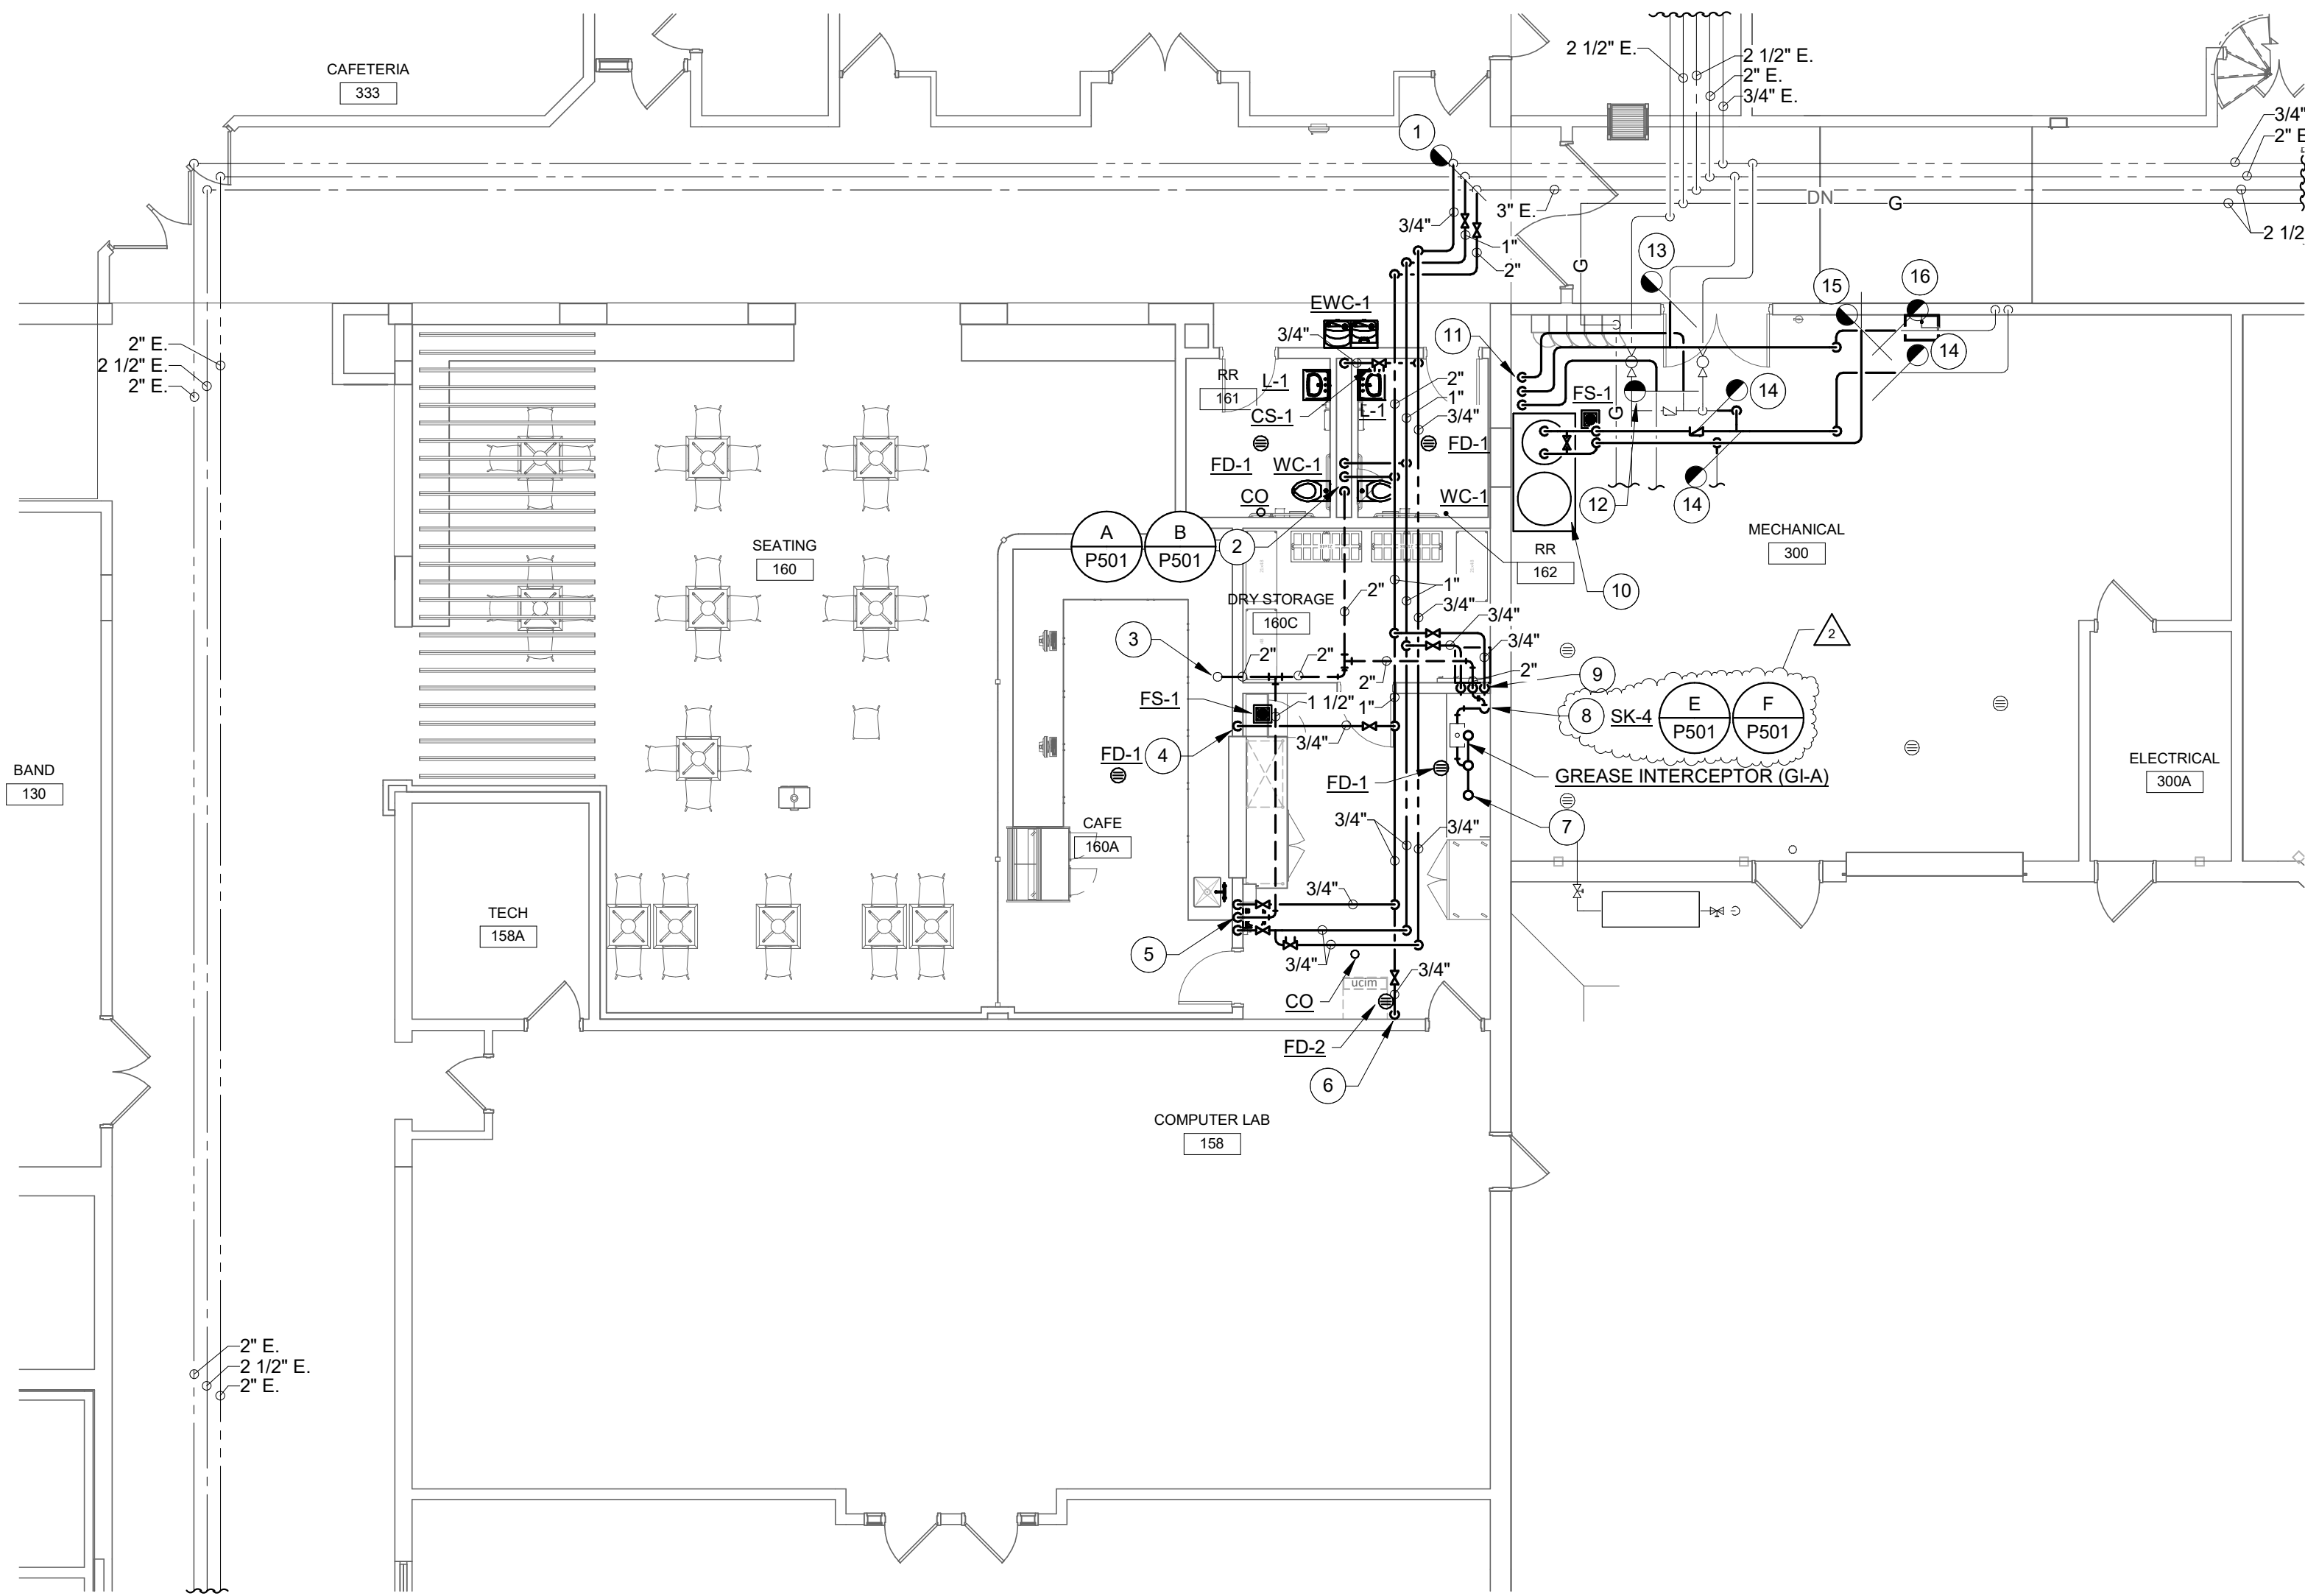 CAFETERIA
333
2 1/2" E.
2 1/2" E.
2" E.
3/4" E.
3/4"
2" E
1
3" E.
DN
G
2 1/2
3/4"
1"
2"
G
13
15
16
EWC-1
3/4"
11
14
2" E.
2 1/2" E.
2" E.
RR
161
L-1
CS-1
L-1
2"
1"
3/4"
FS-1
G
14
FD-1
WC-1
FD-1
CO
WC-1
12
14
A
P501
B
P501
2
SEATING
160
MECHANICAL
300
RR
162
10
DRY STORAGE
160C
2"
1"
3/4"
3/4"
3/4"
2
3
2"
2"
2"
2"
9
FS-1
1 1/2"
1"
8
SK-4
E
P501
F
P501
FD-1
4
3/4"
FD-1
GREASE INTERCEPTOR (GI-A)
BAND
130
ELECTRICAL
300A
CAFE
160A
3/4"
3/4"
7
TECH
158A
3/4"
5
3/4"
3/4"
CO
ucim
FD-2
6
COMPUTER LAB
158
2" E.
2 1/2" E.
2" E.